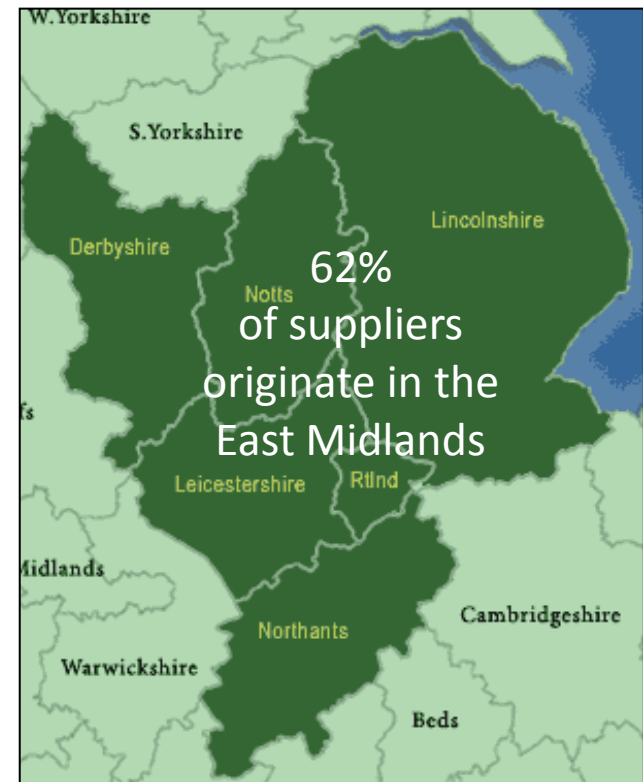 W.Yorkshire
S.Yorkshire
Lincolnshire
Derbyshire
Notts
62%
of suppliers
originate in the
East Midlands
fs
Leicestershire
Rtlnd
Midlands
Northants
Cambridgeshire
Warwickshire
Beds